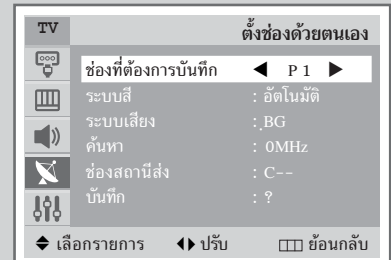 TV ตั้งช่องด้วยตนเอง
ช่องที่ต้องการบันทึก ◀ P 1 ▶
ระบบสี : อัตโนมัติ
ระบบเสียง : BG
ค้นหา : 0MHz
ช่องสถานีส่ง : C--
บันทึก : ?
เลือกรายการ ปรับ ย้อนกลับ